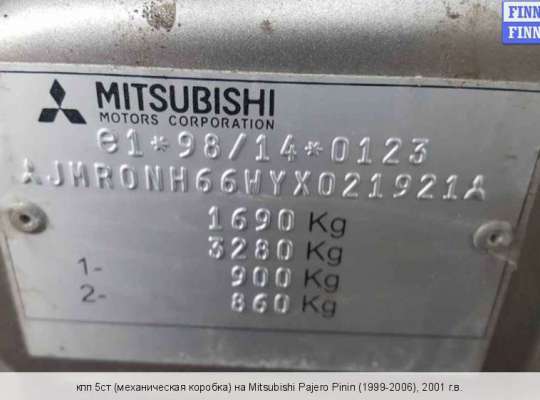 FINN
FINN
MITSUBISHI
MOTORS CORPORATION
e1*98/14*0123
JMR0NH66WYX021921
1690 Kg
3280 Kg
1- 900 Kg
2- 860 Kg
кпп 5ст (механическая коробка) на Mitsubishi Pajero Pinin (1999-2006), 2001 г.в.